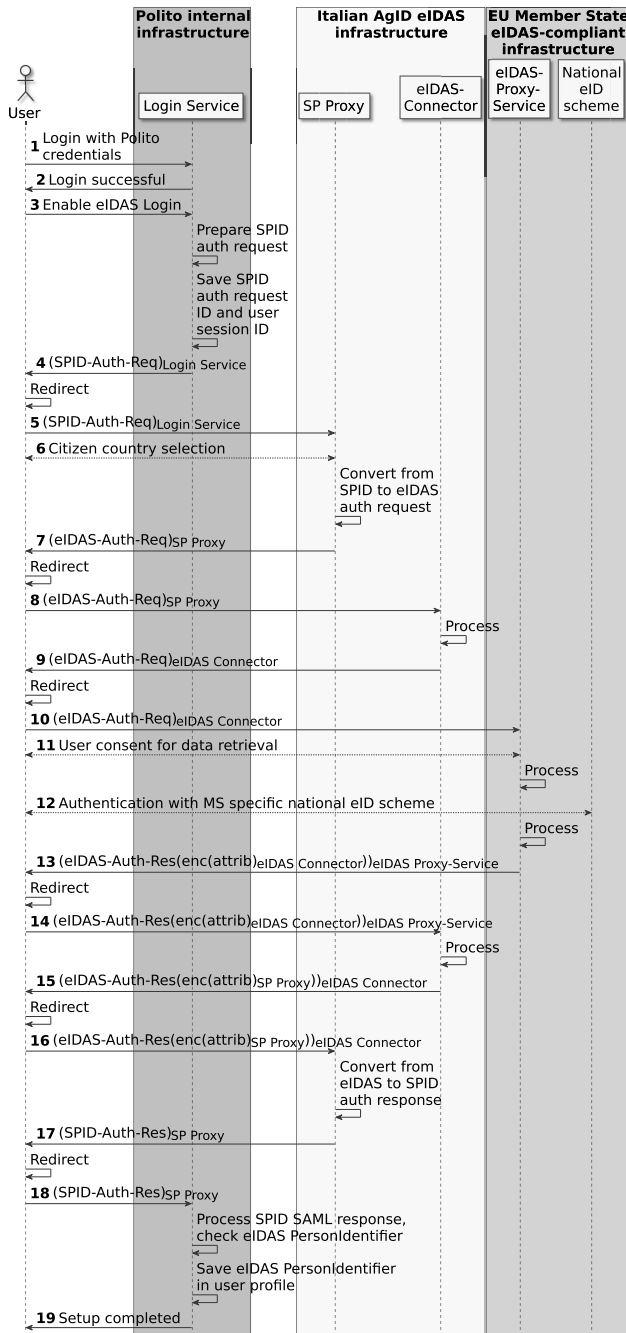 Polito internal
infrastructure
Italian AgID eIDAS
infrastructure
EU Member State
eIDAS-compliant
infrastructure
User
Login Service
SP Proxy
eIDAS-
Connector
eIDAS-
Proxy-
Service
National
eID
scheme
1 Login with Polito
credentials
2 Login successful
3 Enable eIDAS Login
Prepare SPID
auth request
Save SPID
auth request
ID and user
session ID
4 (SPID-Auth-Req)Login Service
Redirect
5 (SPID-Auth-Req)Login Service
6 Citizen country selection
Convert from
SPID to eIDAS
auth request
7 (eIDAS-Auth-Req)SP Proxy
Redirect
8 (eIDAS-Auth-Req)SP Proxy
Process
9 (eIDAS-Auth-Req)eIDAS Connector
Redirect
10 (eIDAS-Auth-Req)eIDAS Connector
11 User consent for data retrieval
Process
12 Authentication with MS specific national eID scheme
Process
13 (eIDAS-Auth-Res(enc(attrib)eIDAS Connector))eIDAS Proxy-Service
Redirect
14 (eIDAS-Auth-Res(enc(attrib)eIDAS Connector))eIDAS Proxy-Service
Process
15 (eIDAS-Auth-Res(enc(attrib)SP Proxy))eIDAS Connector
Redirect
16 (eIDAS-Auth-Res(enc(attrib)SP Proxy))eIDAS Connector
Convert from
eIDAS to SPID
auth response
17 (SPID-Auth-Res)SP Proxy
Redirect
18 (SPID-Auth-Res)SP Proxy
Process SPID SAML response,
check eIDAS PersonIdentifier
Save eIDAS PersonIdentifier
in user profile
19 Setup completed